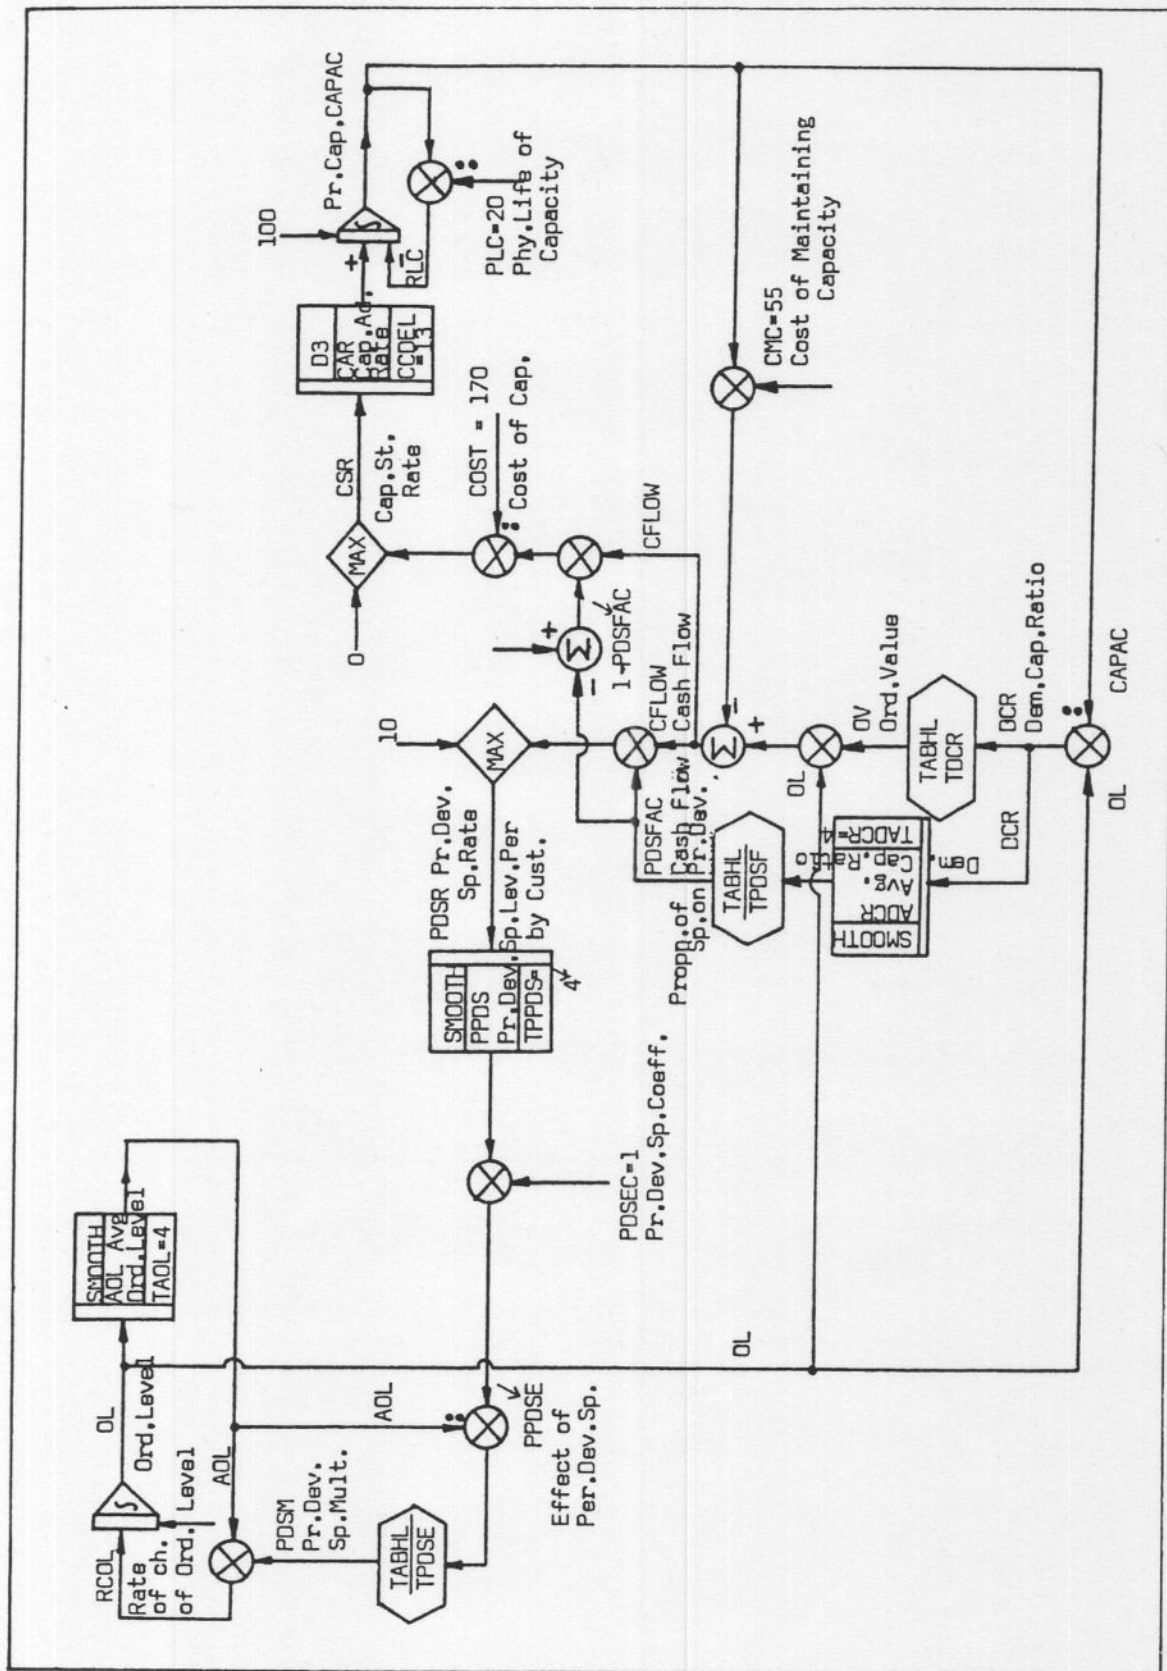 RCOL
Rate
of ch.
of Ord. Level
OL
Ord.Level
SMOOTH
AOL Avg
Ord.Level
TAOL=4
AOL
AOL
PDSM
Pr.Dev.
Sp.Mult.
TABHL
TPDSE
PPDSE
Effect of
Per.Dev.Sp.
OL
PDSEC=1
Pr.Dev.Sp.Coeff.
SMOOTH
PPDS
Pr.Dev.Sp.Lev.Per
by Cust.
TPPDS=
4
PDSR Pr.Dev.
Sp.Rate
MAX
10
0
MAX
CSR
Cap.St.
Rate
D3
CAR
Cap.Ad.
Rate
CCDEL
=13
100
+
-
RLC
Pr.Cap.CAPAC
PLC=20
Phy.Life of
Capacity
COST = 170
Cost of Cap.
+
-
Σ
1-PDSFAC
CFLOW
PDSFAC
Cash Flow
Propn.of
Sp.on Pr.Dev.
CFLOW
Cash Flow
TABHL
TPDSF
SMOOTH
ADCR
Avg. Dem.
Cap.Ratio
TADCR=4
Σ
+
-
OL
OV
Ord.Value
TABHL
TDCR
DCR
DCR
Dem.Cap.Ratio
OL
CAPAC
CMC=55
Cost of Maintaining
Capacity